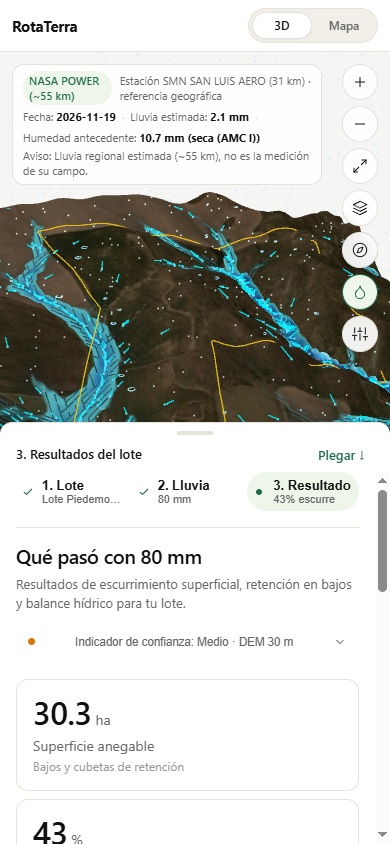 RotaTerra
3D
Mapa
NASA POWER
(~55 km)
Estación SMN SAN LUIS AERO (31 km) ·
referencia geográfica
Fecha: 2026-11-19 · Lluvia estimada: 2.1 mm ·
Humedad antecedente: 10.7 mm (seca (AMC I))
Aviso: Lluvia regional estimada (~55 km), no es la medición
de su campo.
3. Resultados del lote
Plegar ↓
1. Lote
Lote Piedemo...
2. Lluvia
80 mm
3. Resultado
43% escurre
Qué pasó con 80 mm
Resultados de escurrimiento superficial, retención en bajos
y balance hídrico para tu lote.
Indicador de confianza: Medio · DEM 30 m
30.3 ha
Superficie anegable
Bajos y cubetas de retención
43 %